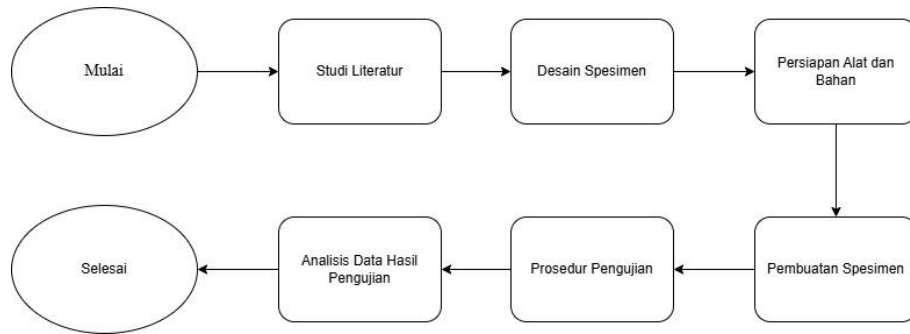 Mulai
Studi Literatur
Desain Spesimen
Persiapan Alat dan
Bahan
Pembuatan Spesimen
Prosedur Pengujian
Analisis Data Hasil
Pengujian
Selesai